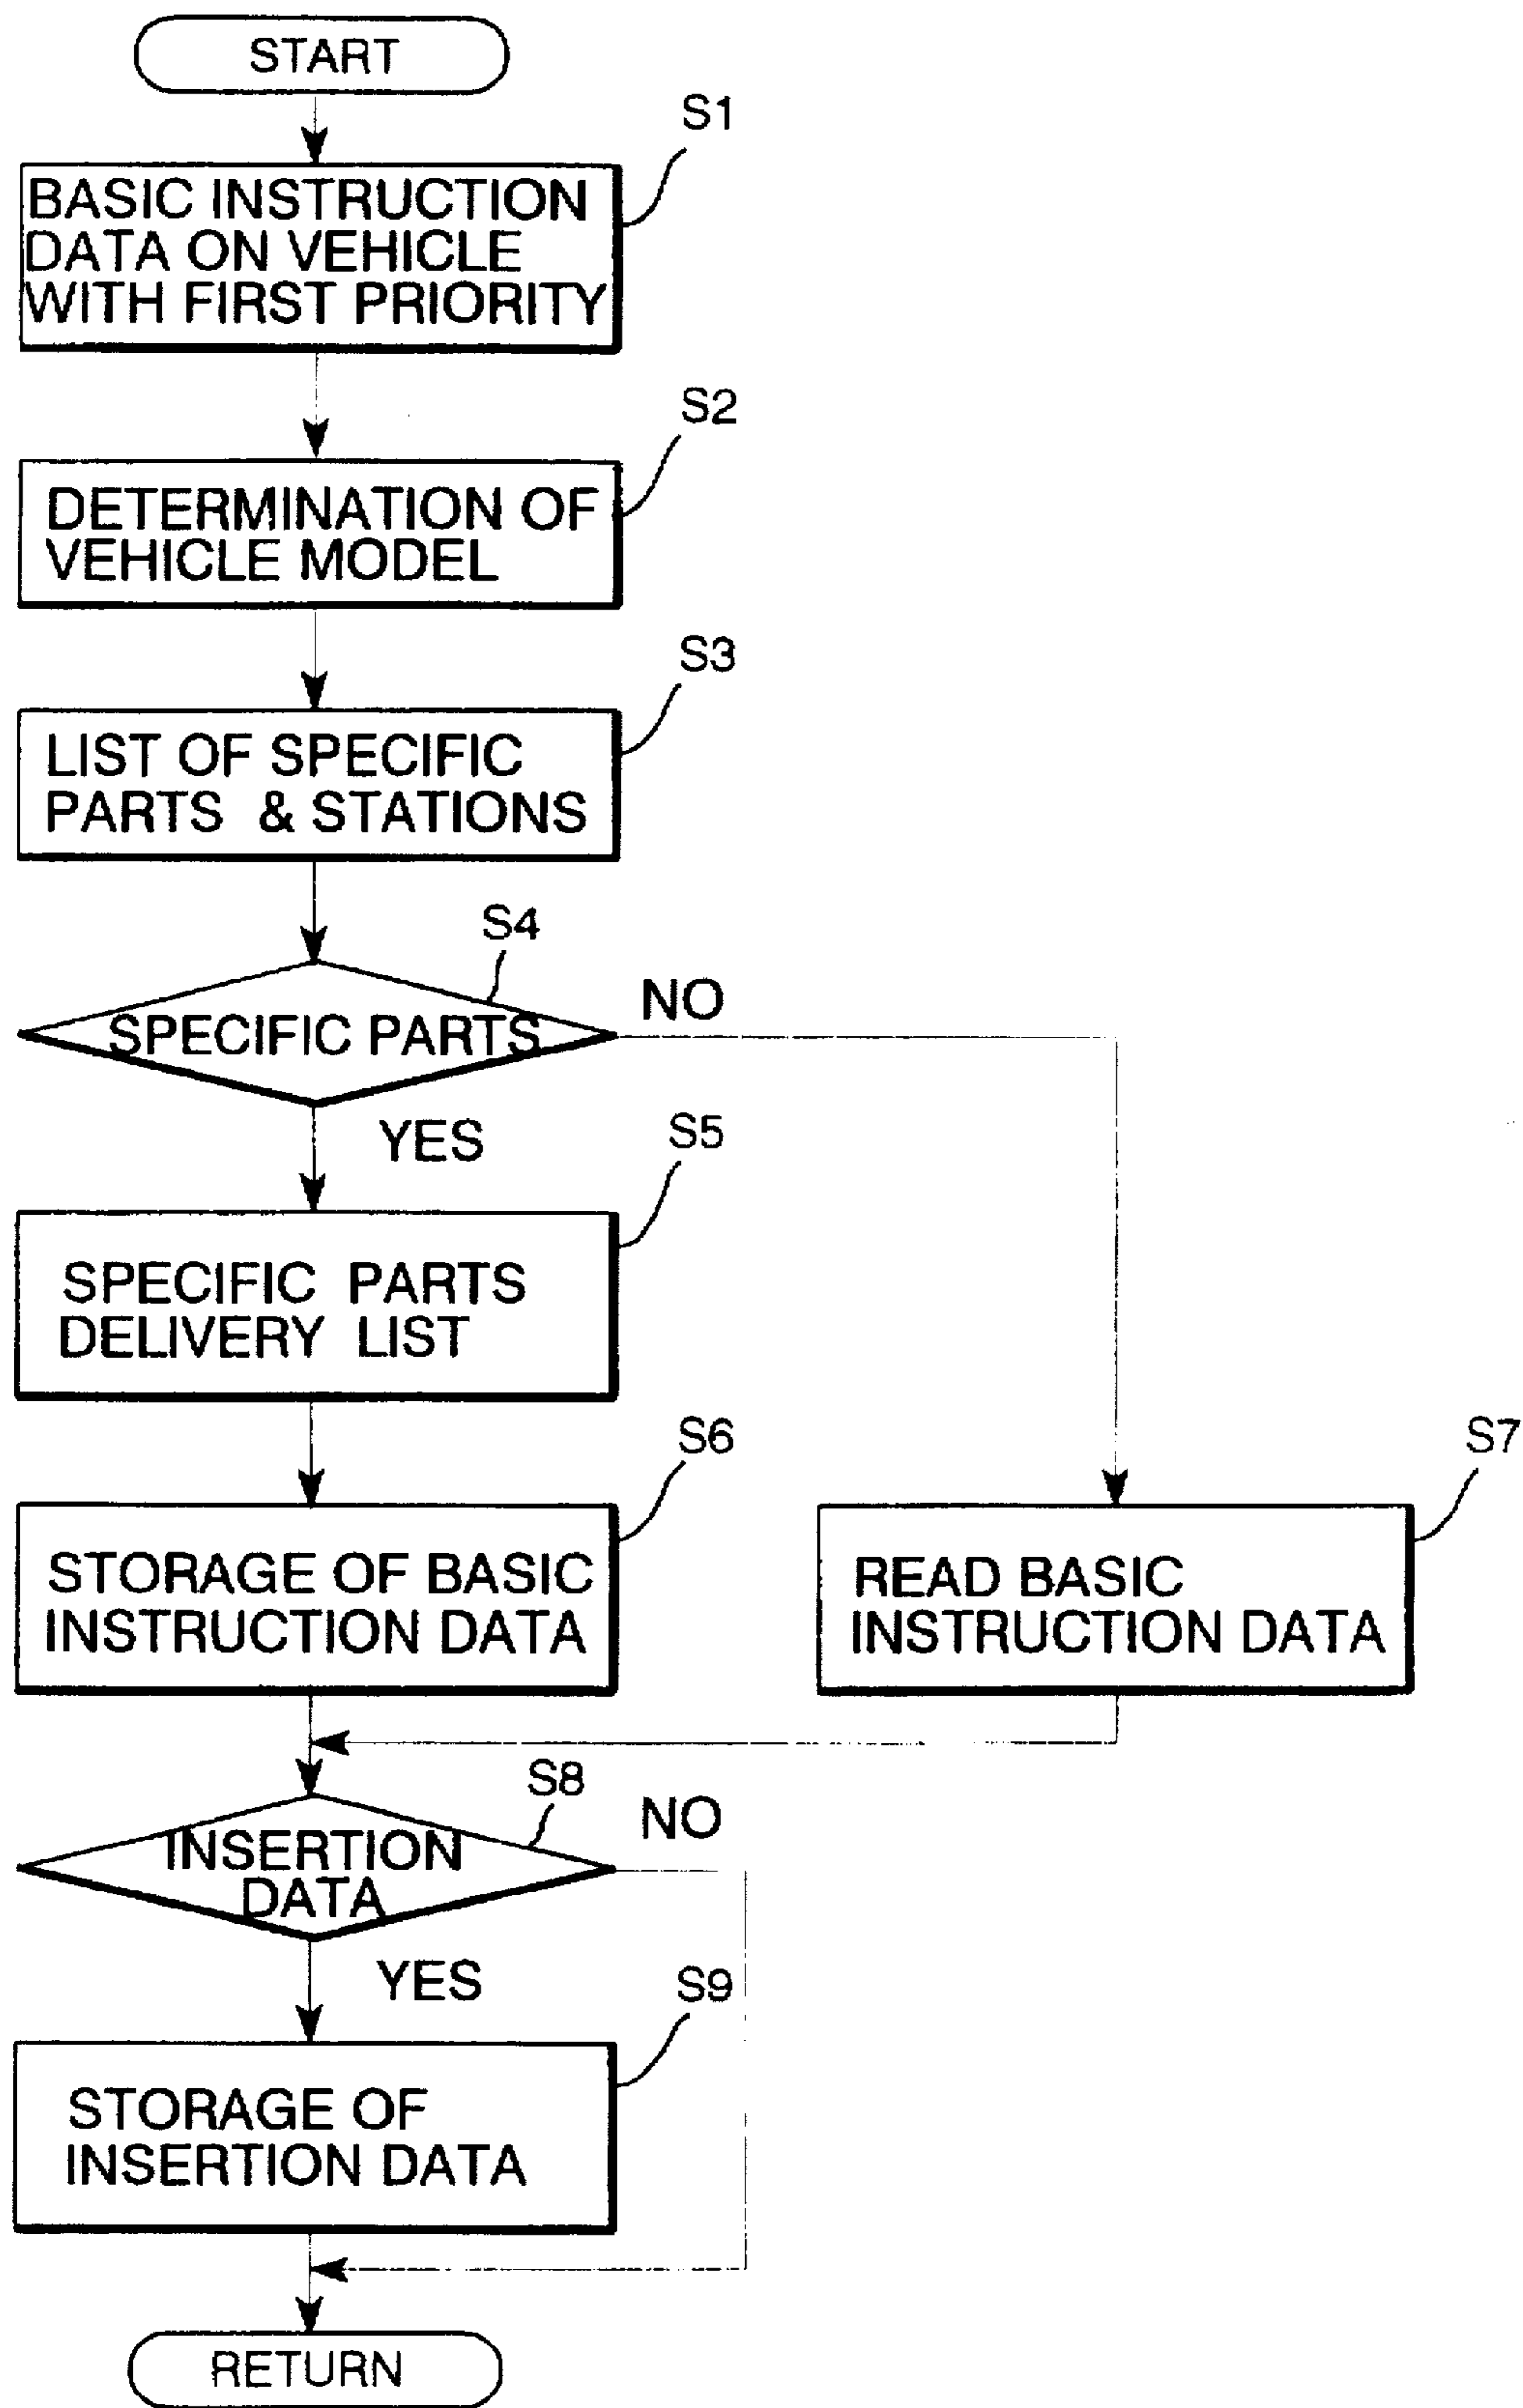 START
S1
BASIC INSTRUCTION
DATA ON VEHICLE
WITH FIRST PRIORITY
S2
DETERMINATION OF
VEHICLE MODEL
S3
LIST OF SPECIFIC
PARTS & STATIONS
S4
SPECIFIC PARTS
NO
YES
S5
SPECIFIC PARTS
DELIVERY LIST
S6
STORAGE OF BASIC
INSTRUCTION DATA
S7
READ BASIC
INSTRUCTION DATA
S8
INSERTION
DATA
NO
YES
S9
STORAGE OF
INSERTION DATA
RETURN